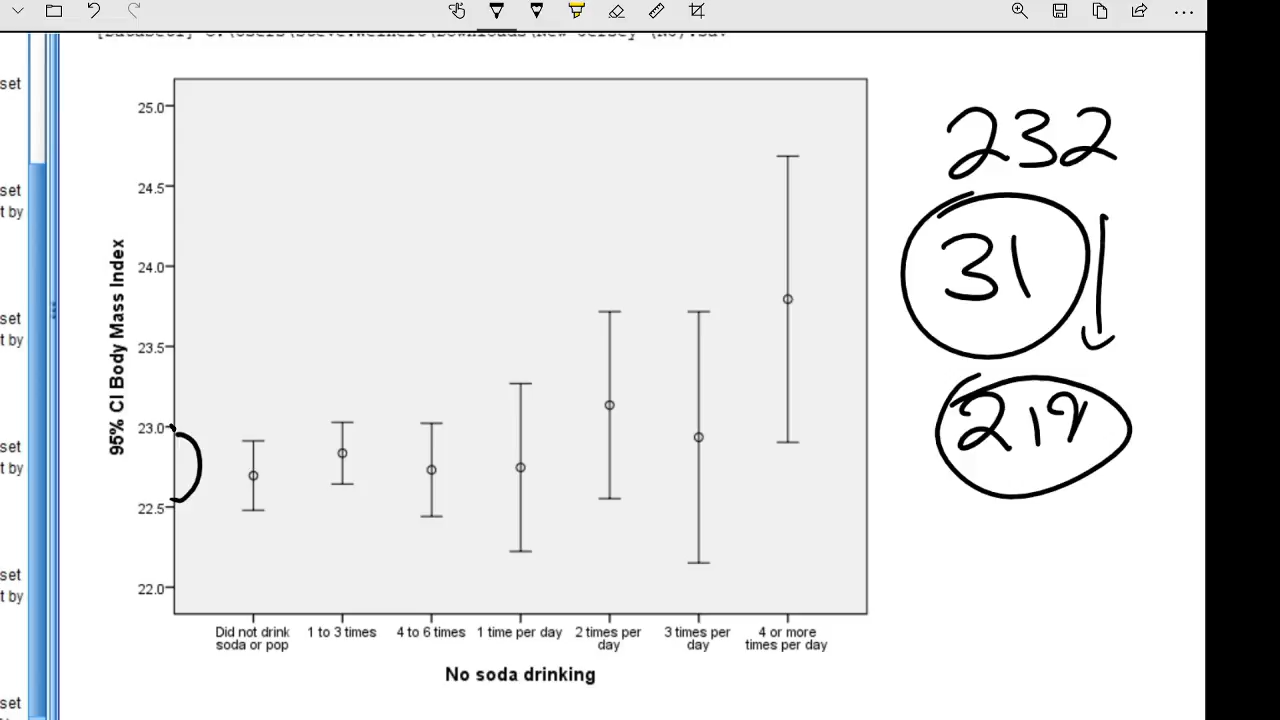 set
set
t by
set
t by
set
t by
set
t by
set
25.0
24.5
24.0
23.5
23.0
22.5
22.0
95% CI Body Mass Index
Did not drink soda or pop
1 to 3 times
4 to 6 times
1 time per day
2 times per day
3 times per day
4 or more times per day
No soda drinking
232
31
219